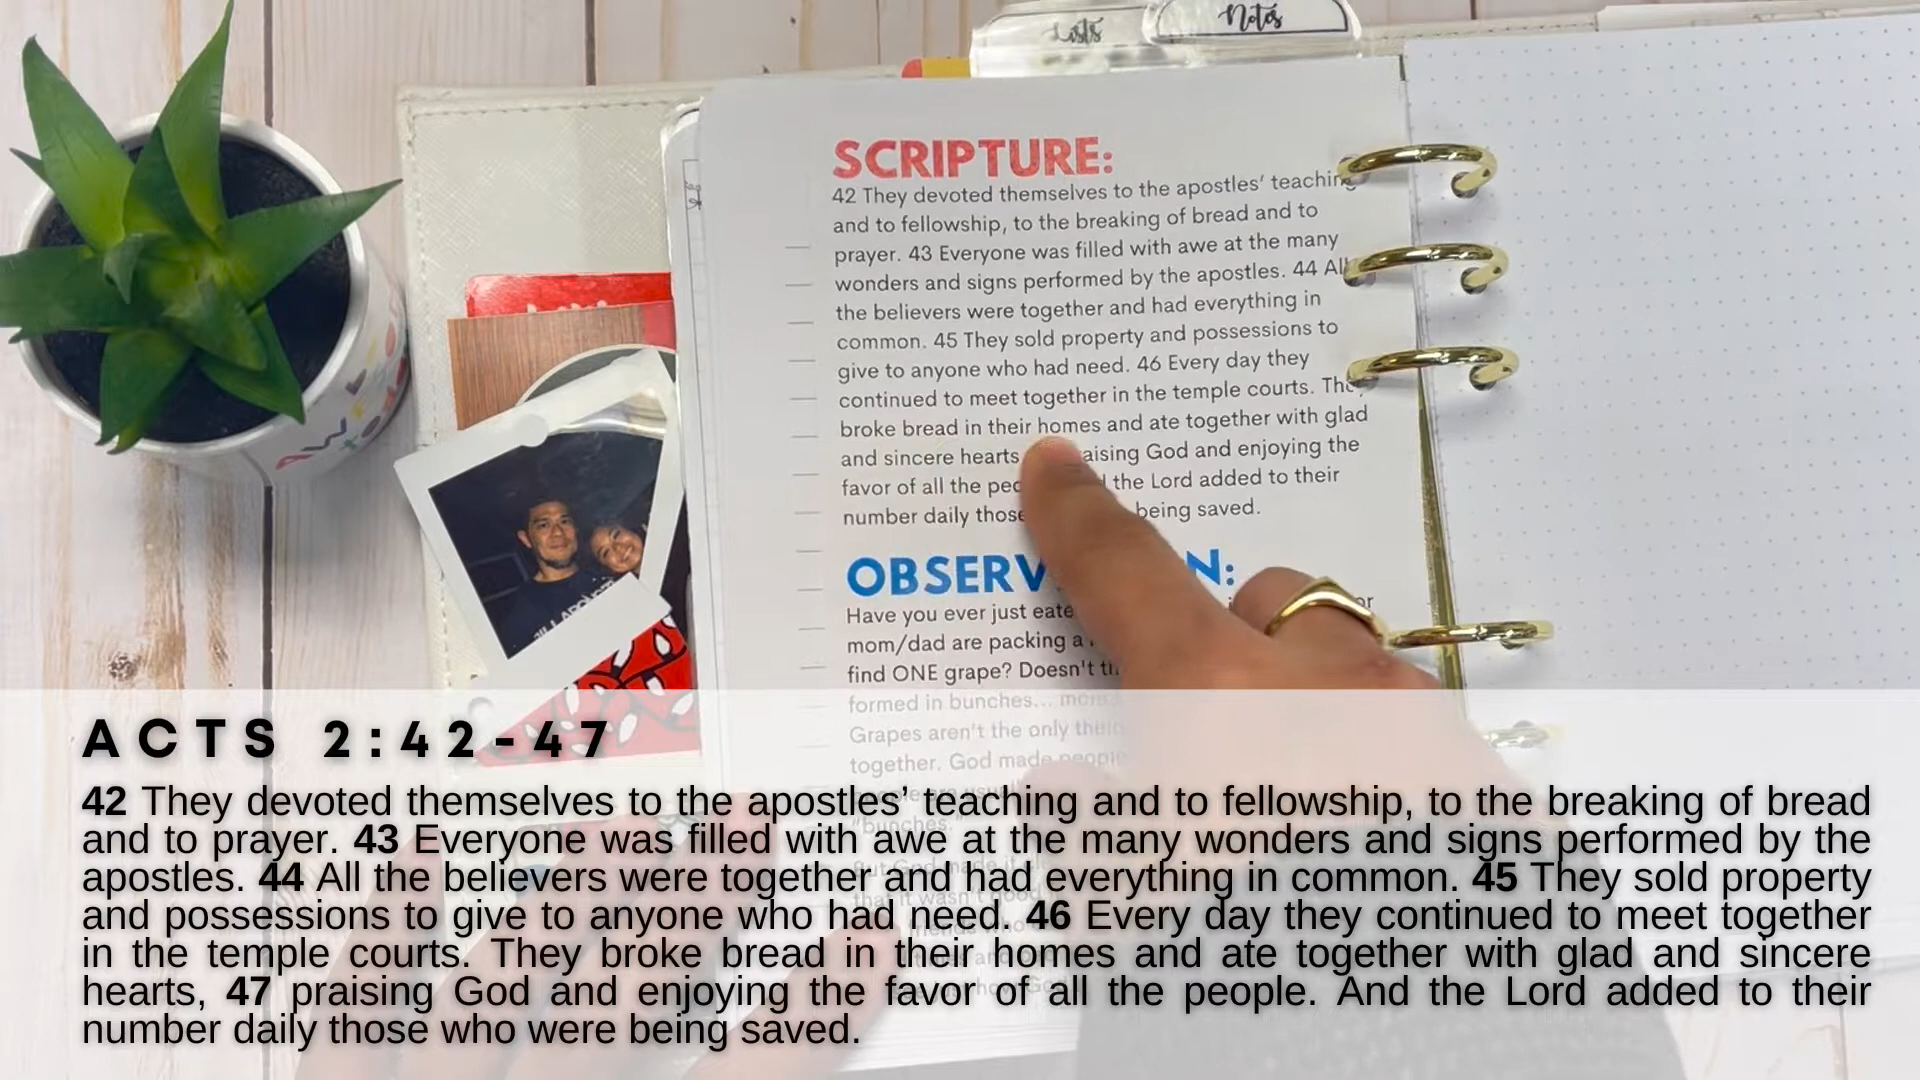 Lists
Notes
SCRIPTURE:
42 They devoted themselves to the apostles' teaching
and to fellowship, to the breaking of bread and to
prayer. 43 Everyone was filled with awe at the many
wonders and signs performed by the apostles. 44 All
the believers were together and had everything in
common. 45 They sold property and possessions to
give to anyone who had need. 46 Every day they
continued to meet together in the temple courts. They
broke bread in their homes and ate together with glad
and sincere hearts raising God and enjoying the
favor of all the the Lord added to their
number daily those being saved.
OBSERV N:
Have you ever just or
mom/dad are packing a
find ONE grape? Doesn't
formed in bunches...
Grapes aren't the only
together. God made people
"bunches."
ACTS 2:42-47
42 They devoted themselves to the apostles’ teaching and to fellowship, to the breaking of bread
and to prayer. 43 Everyone was filled with awe at the many wonders and signs performed by the
apostles. 44 All the believers were together and had everything in common. 45 They sold property
and possessions to give to anyone who had need. 46 Every day they continued to meet together
in the temple courts. They broke bread in their homes and ate together with glad and sincere
hearts, 47 praising God and enjoying the favor of all the people. And the Lord added to their
number daily those who were being saved.